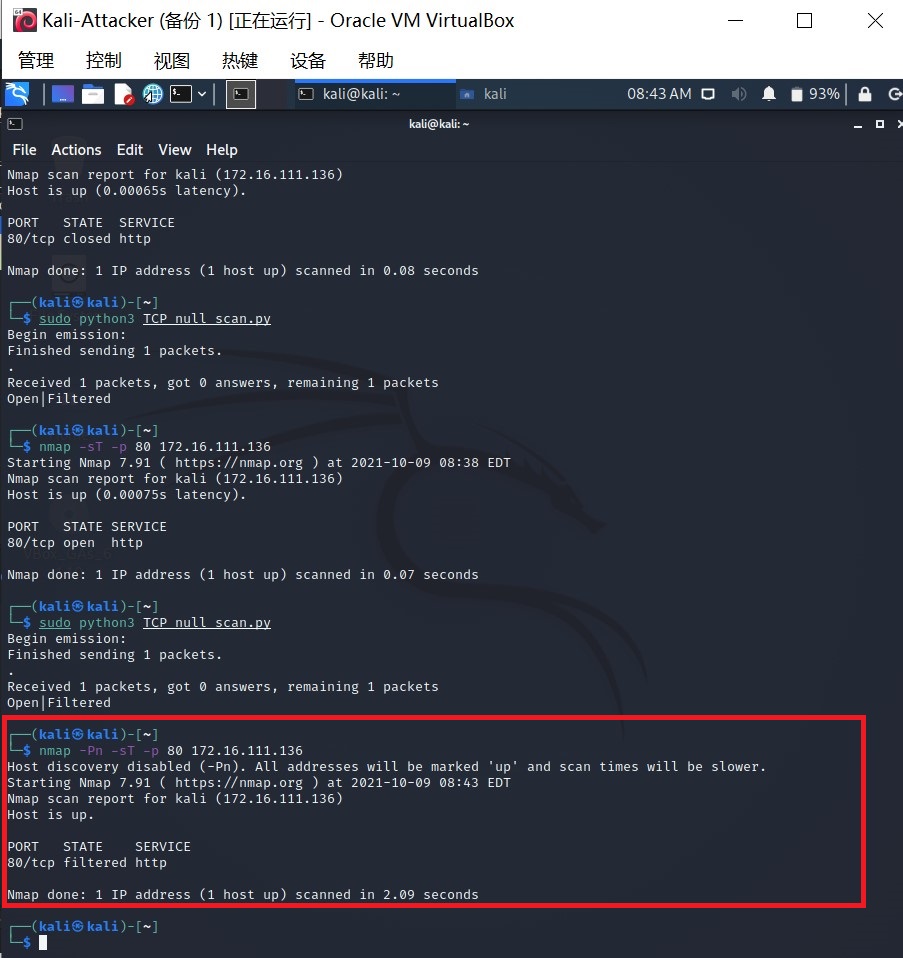 Kali-Attacker (备份 1) [正在运行] - Oracle VM VirtualBox
管理 控制 视图 热键 设备 帮助
kali@kali: ~ kali 08:43 AM 93%
kali@kali: ~
File Actions Edit View Help
Nmap scan report for kali (172.16.111.136)
Host is up (0.00065s latency).
PORT   STATE  SERVICE
80/tcp closed http
Nmap done: 1 IP address (1 host up) scanned in 0.08 seconds
┌──(kali㉿kali)-[~]
└─$ sudo python3 TCP_null_scan.py
Begin emission:
Finished sending 1 packets.
.
Received 1 packets, got 0 answers, remaining 1 packets
Open|Filtered
┌──(kali㉿kali)-[~]
└─$ nmap -sT -p 80 172.16.111.136
Starting Nmap 7.91 ( https://nmap.org ) at 2021-10-09 08:38 EDT
Nmap scan report for kali (172.16.111.136)
Host is up (0.00075s latency).
PORT   STATE SERVICE
80/tcp open  http
Nmap done: 1 IP address (1 host up) scanned in 0.07 seconds
┌──(kali㉿kali)-[~]
└─$ sudo python3 TCP_null_scan.py
Begin emission:
Finished sending 1 packets.
.
Received 1 packets, got 0 answers, remaining 1 packets
Open|Filtered
┌──(kali㉿kali)-[~]
└─$ nmap -Pn -sT -p 80 172.16.111.136
Host discovery disabled (-Pn). All addresses will be marked 'up' and scan times will be slower.
Starting Nmap 7.91 ( https://nmap.org ) at 2021-10-09 08:43 EDT
Nmap scan report for kali (172.16.111.136)
Host is up.
PORT   STATE    SERVICE
80/tcp filtered http
Nmap done: 1 IP address (1 host up) scanned in 2.09 seconds
┌──(kali㉿kali)-[~]
└─$